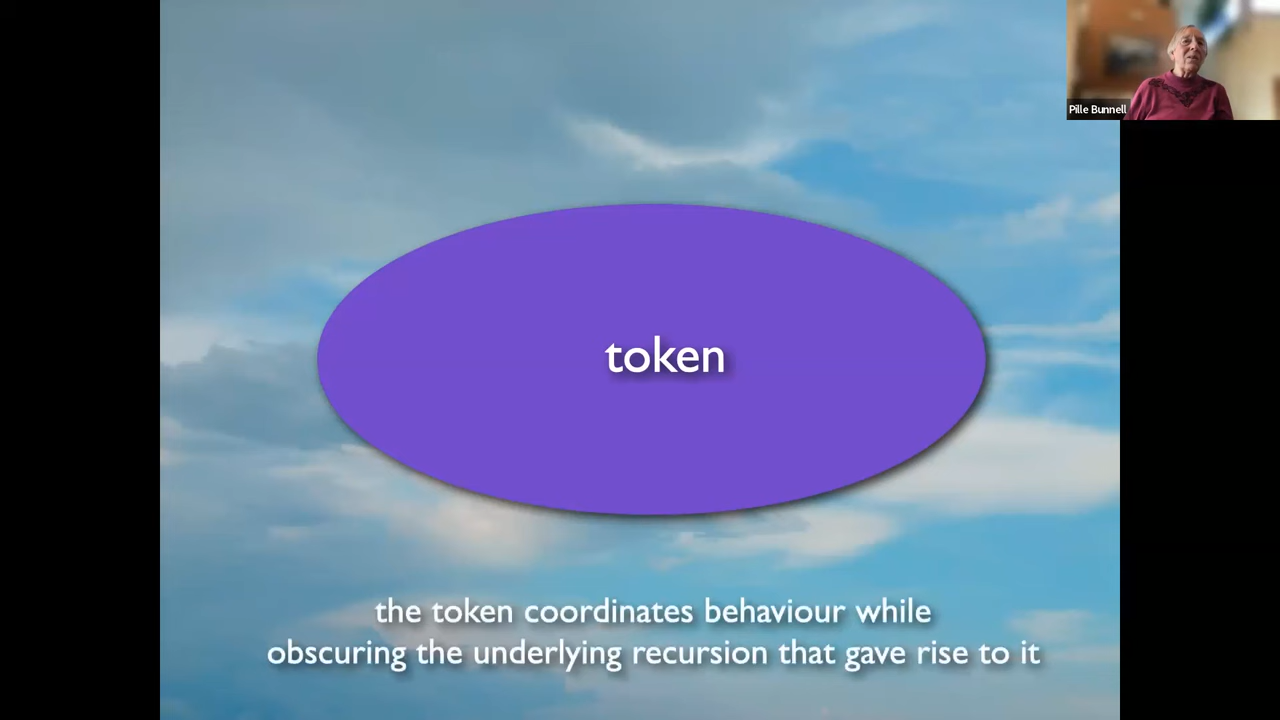 Pille Bunnell
token
the token coordinates behaviour while
obscuring the underlying recursion that gave rise to it